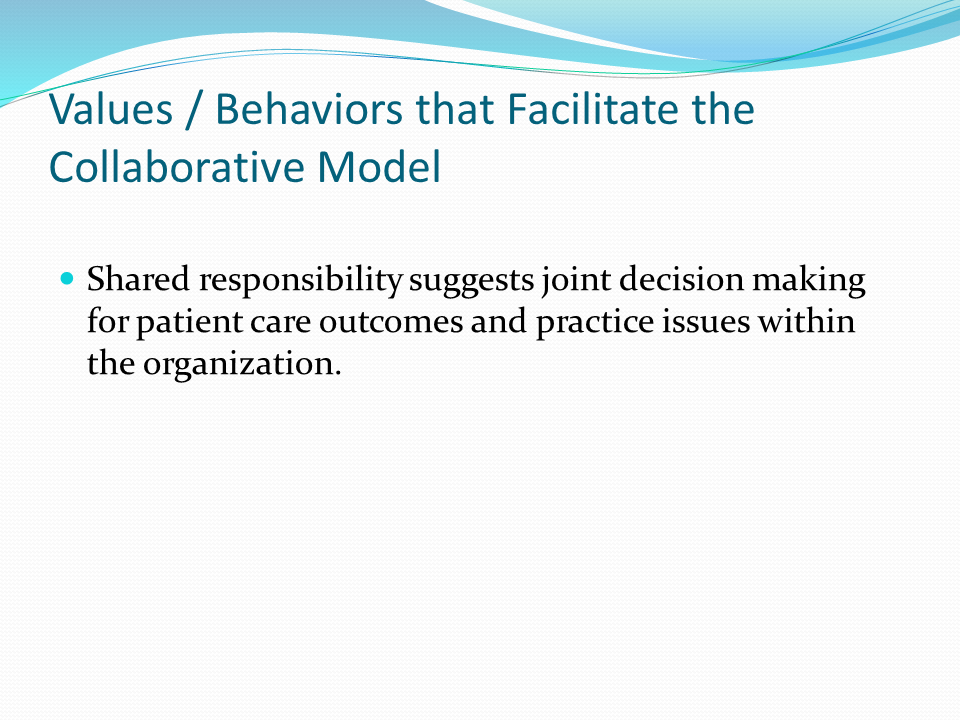 Values / Behaviors that Facilitate the
Collaborative Model
Shared responsibility suggests joint decision making
for patient care outcomes and practice issues within
the organization.